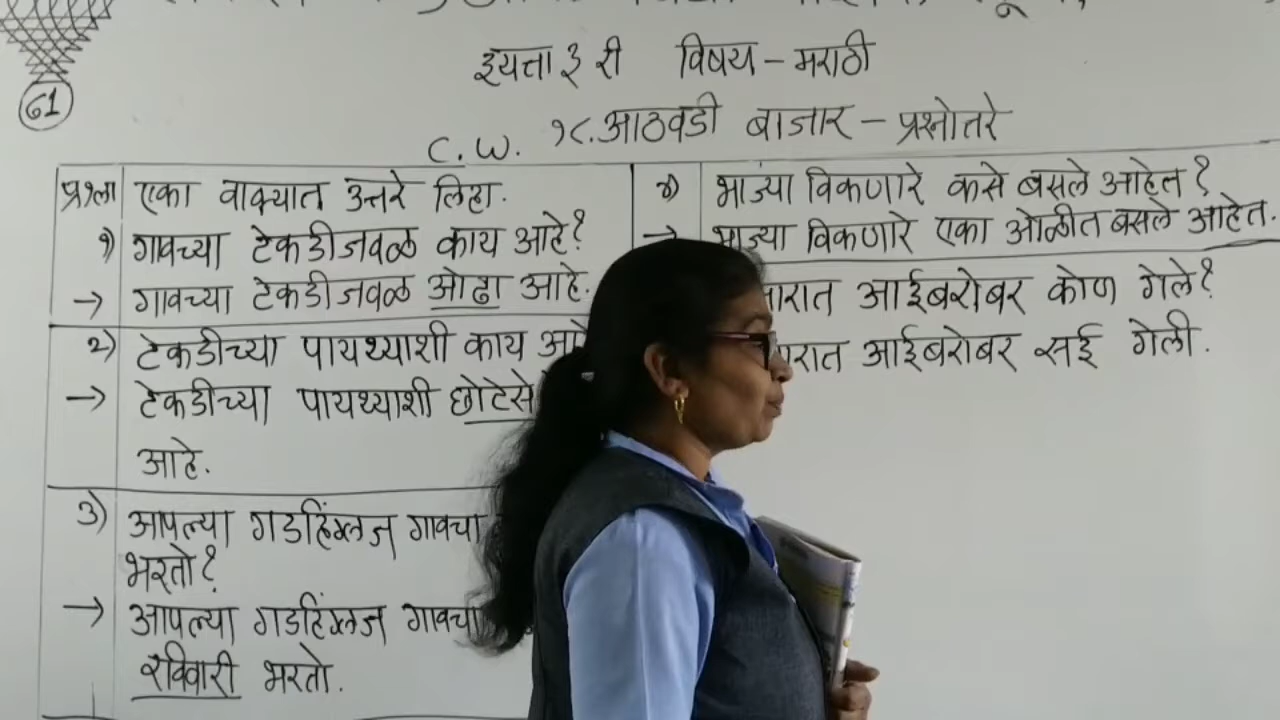 इयत्ता ३ री विषय – मराठी
61
C.W. १८. आठवडी बाजार – प्रश्नोत्तरे
प्र१ला एका वाक्यात उत्तरे लिहा.
१) गावच्या टेकडीजवळ काय आहे?
→ गावच्या टेकडीजवळ ओढा आहे.
२) टेकडीच्या पायथ्याशी काय
→ टेकडीच्या पायथ्याशी छोटेसे
आहे.
३) आपल्या गडहिंग्लज गावचा
भरतो?
→ आपल्या गडहिंग्लज गावचा
रविवारी भरतो.
४) भाज्या विकणारे कसे बसले आहेत?
→ भाज्या विकणारे एका ओळीत बसले आहेत.
आईबरोबर कोण गेले?
आईबरोबर सई गेली.